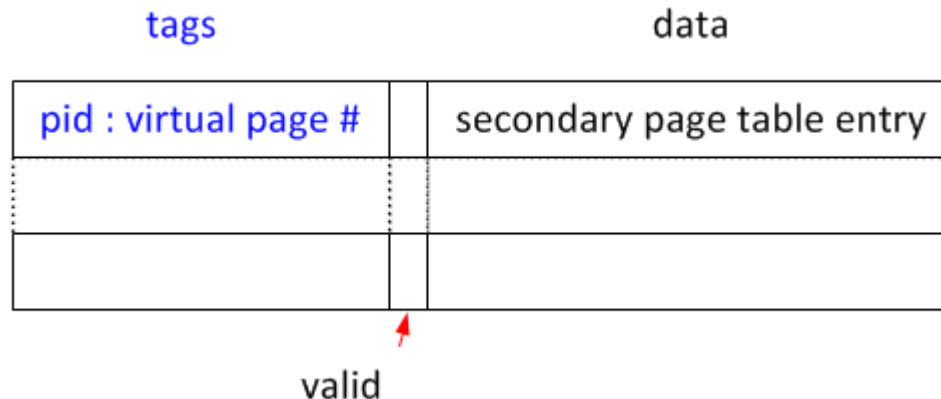 tags data
pid : virtual page # secondary page table entry
valid